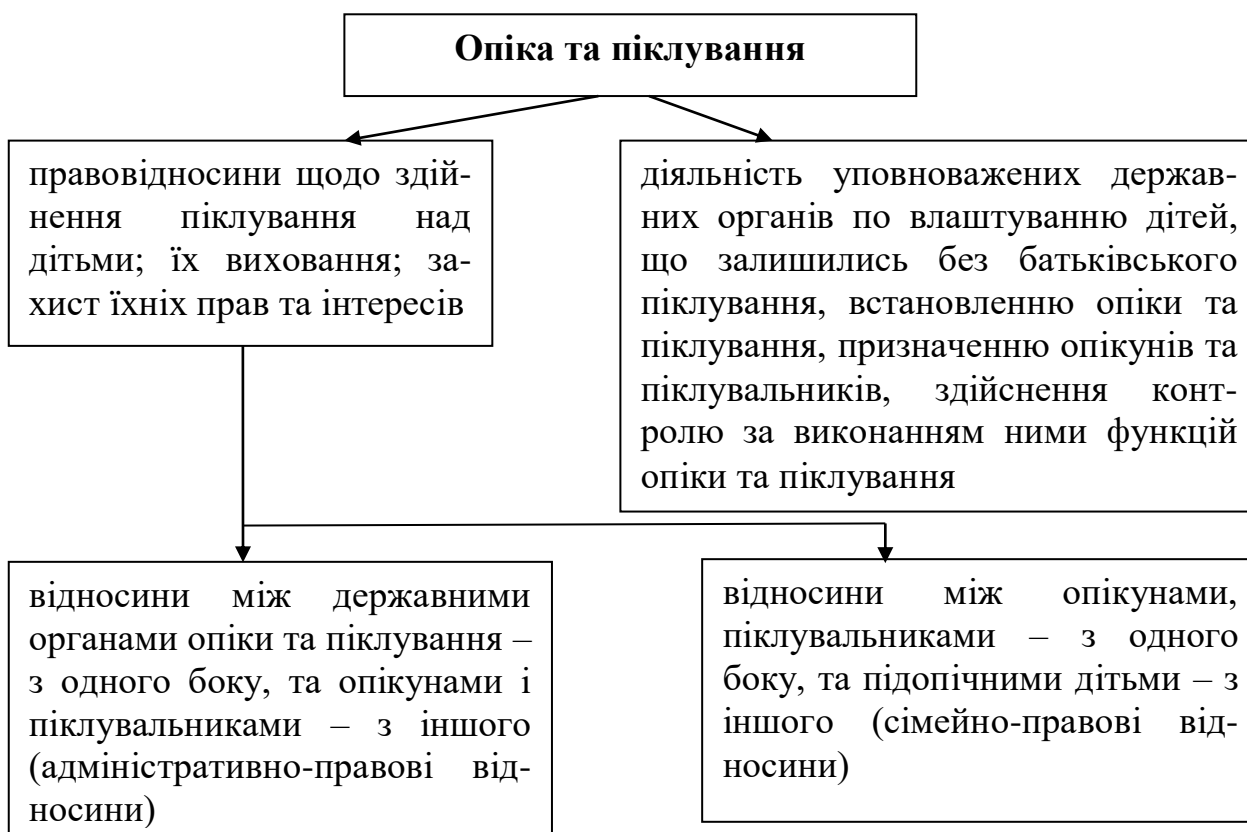 Опіка та піклування
правовідносини щодо здій-
нення піклування над
дітьми; їх виховання; за-
хист їхніх прав та інтересів
діяльність уповноважених держав-
них органів по влаштуванню дітей,
що залишились без батьківського
піклування, встановленню опіки та
піклування, призначенню опікунів та
піклувальників, здійснення конт-
ролю за виконанням ними функцій
опіки та піклування
відносини між державними
органами опіки та піклування –
з одного боку, та опікунами і
піклувальниками – з іншого
(адміністративно-правові від-
носини)
відносини між опікунами,
піклувальниками – з одного
боку, та підопічними дітьми – з
іншого (сімейно-правові від-
носини)